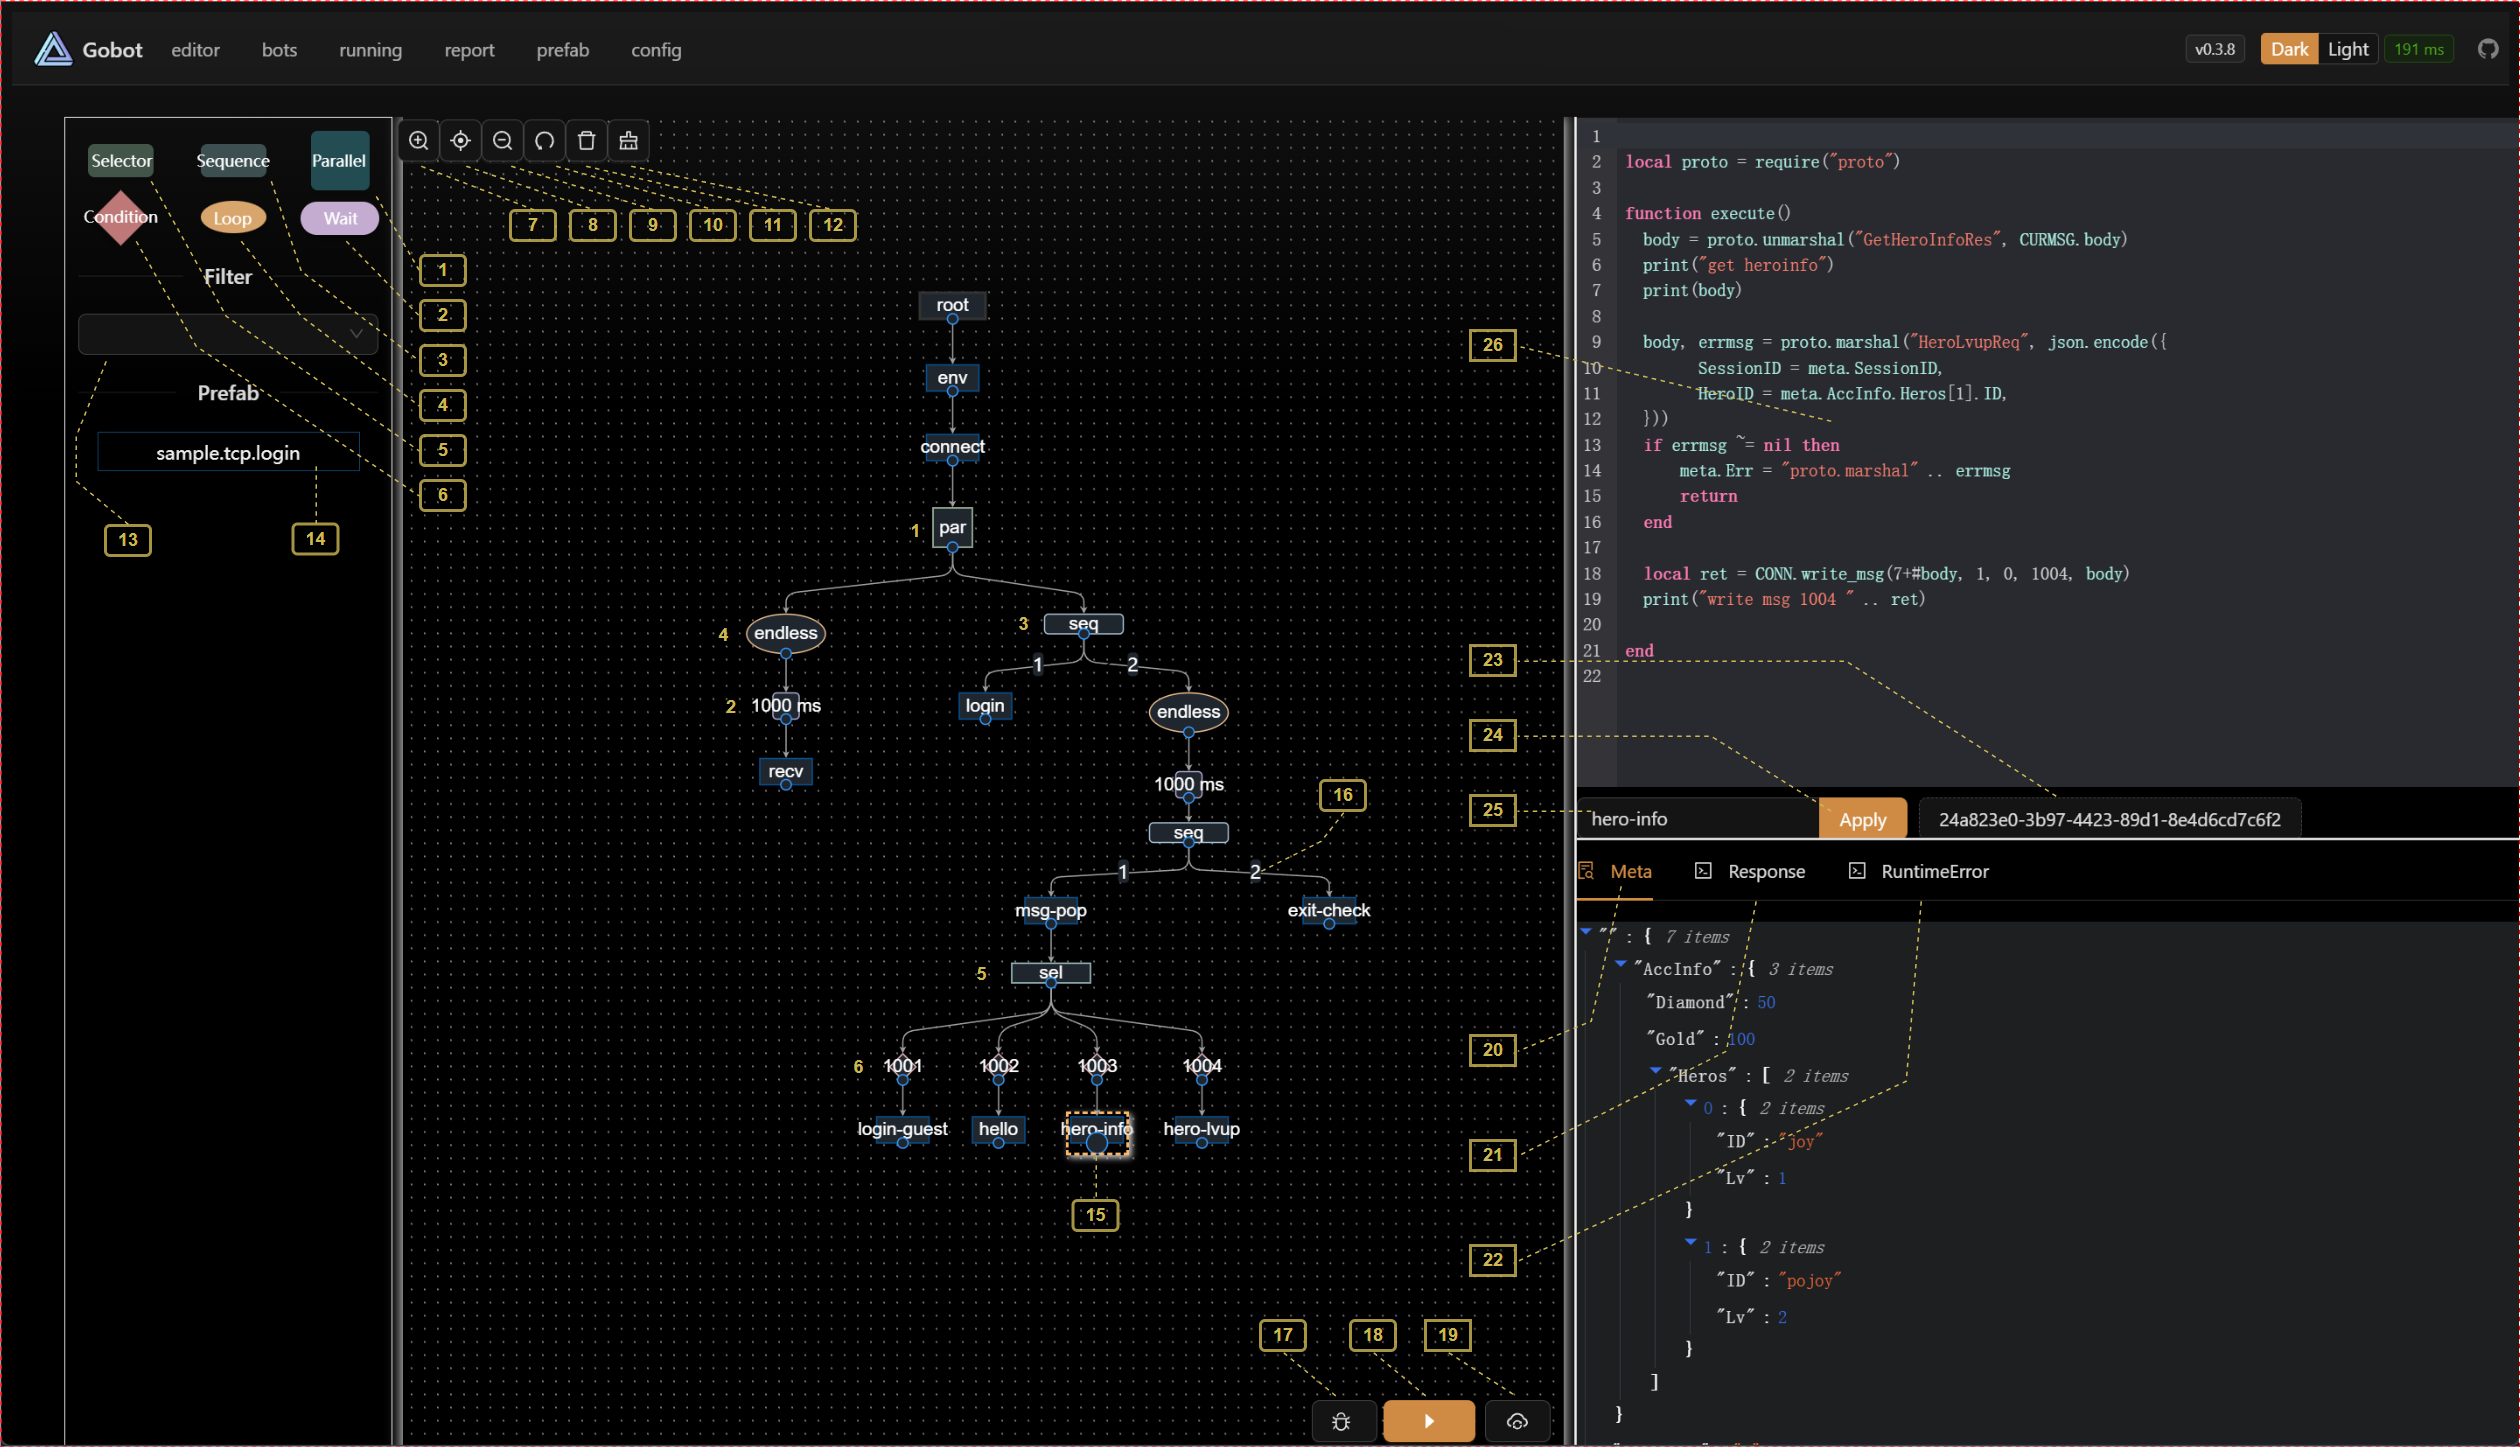 Gobot editor bots running report prefab config v0.3.8 Dark Light 191 ms
Selector Sequence Parallel
Condition Loop Wait
Filter
Prefab
sample.tcp.login
13 14
7 8 9 10 11 12
1
2
3
4
5
6
root
env
connect
1 par
4 endless 3 seq
1 2
2 1000 ms login endless
recv 1000 ms 16
seq
1 2
msg-pop exit-check
5 sel
6 1001 1002 1003 1004
login-guest hello hero-info hero-lvup
15
17 18 19
26
23
24
25
20
21
22
1
2 local proto = require("proto")
3
4 function execute()
5 body = proto.unmarshal("GetHeroInfoRes", CURMSG.body)
6 print("get heroinfo")
7 print(body)
8
9 body, errmsg = proto.marshal("HeroLvupReq", json.encode({
10 SessionID = meta.SessionID,
11 HeroID = meta.AccInfo.Heros[1].ID,
12 }))
13 if errmsg ~= nil then
14 meta.Err = "proto.marshal" .. errmsg
15 return
16 end
17
18 local ret = CONN.write_msg(7+#body, 1, 0, 1004, body)
19 print("write msg 1004 " .. ret)
20
21 end
22
hero-info Apply 24a823e0-3b97-4423-89d1-8e4d6cd7c6f2
Meta Response RuntimeError
"" : { 7 items
"AccInfo" : { 3 items
"Diamond" : 50
"Gold" : 100
"Heros" : [ 2 items
0 : { 2 items
"ID" : "joy"
"Lv" : 1
}
1 : { 2 items
"ID" : "pojoy"
"Lv" : 2
}
]
}